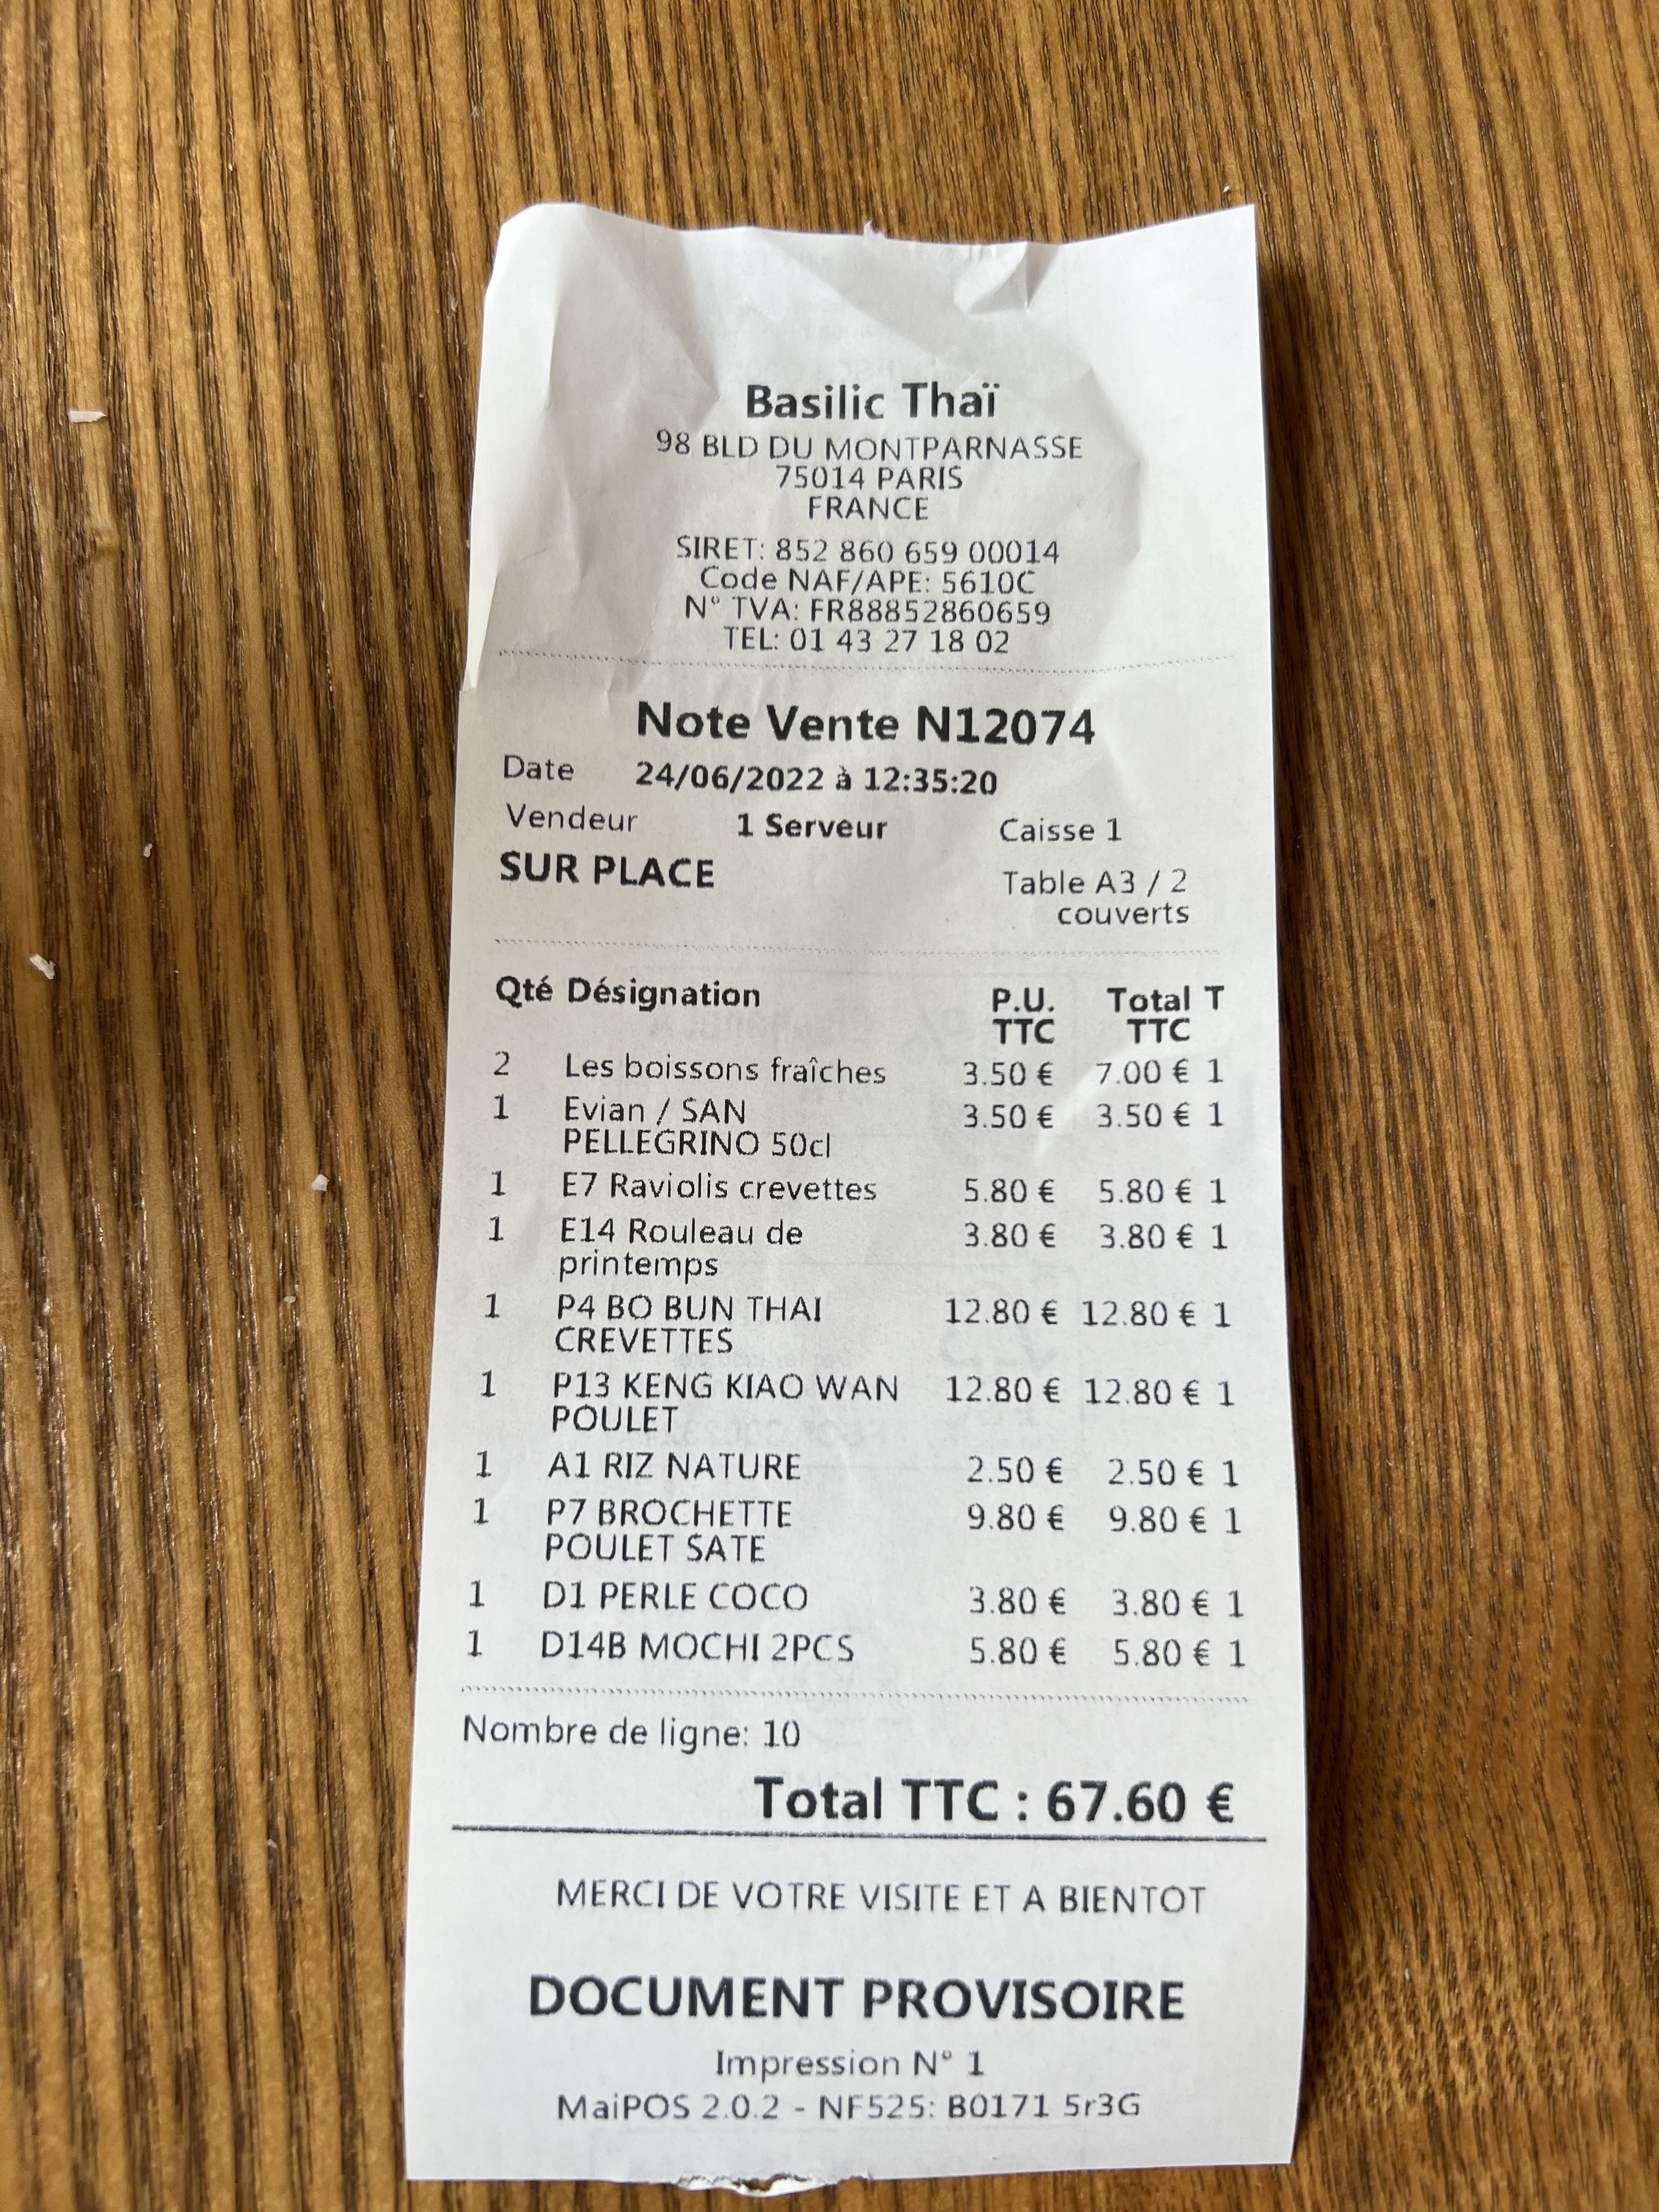 Basilic Thaï
98 BLD DU MONTPARNASSE
75014 PARIS
FRANCE
SIRET: 852 860 659 00014
Code NAF/APE: 5610C
N° TVA: FR88852860659
TEL: 01 43 27 18 02
Note Vente N12074
Date 24/06/2022 à 12:35:20
Vendeur 1 Serveur Caisse 1
SUR PLACE Table A3 / 2
couverts
Qté Désignation P.U. Total T
TTC TTC
2 Les boissons fraîches 3.50 € 7.00 € 1
1 Evian / SAN 3.50 € 3.50 € 1
PELLEGRINO 50cl
1 E7 Raviolis crevettes 5.80 € 5.80 € 1
1 E14 Rouleau de 3.80 € 3.80 € 1
printemps
1 P4 BO BUN THAI 12.80 € 12.80 € 1
CREVETTES
1 P13 KENG KIAO WAN 12.80 € 12.80 € 1
POULET
1 A1 RIZ NATURE 2.50 € 2.50 € 1
1 P7 BROCHETTE 9.80 € 9.80 € 1
POULET SATE
1 D1 PERLE COCO 3.80 € 3.80 € 1
1 D14B MOCHI 2PCS 5.80 € 5.80 € 1
Nombre de ligne: 10
Total TTC : 67.60 €
MERCI DE VOTRE VISITE ET A BIENTOT
DOCUMENT PROVISOIRE
Impression N° 1
MaiPOS 2.0.2 - NF525: B0171 5r3G